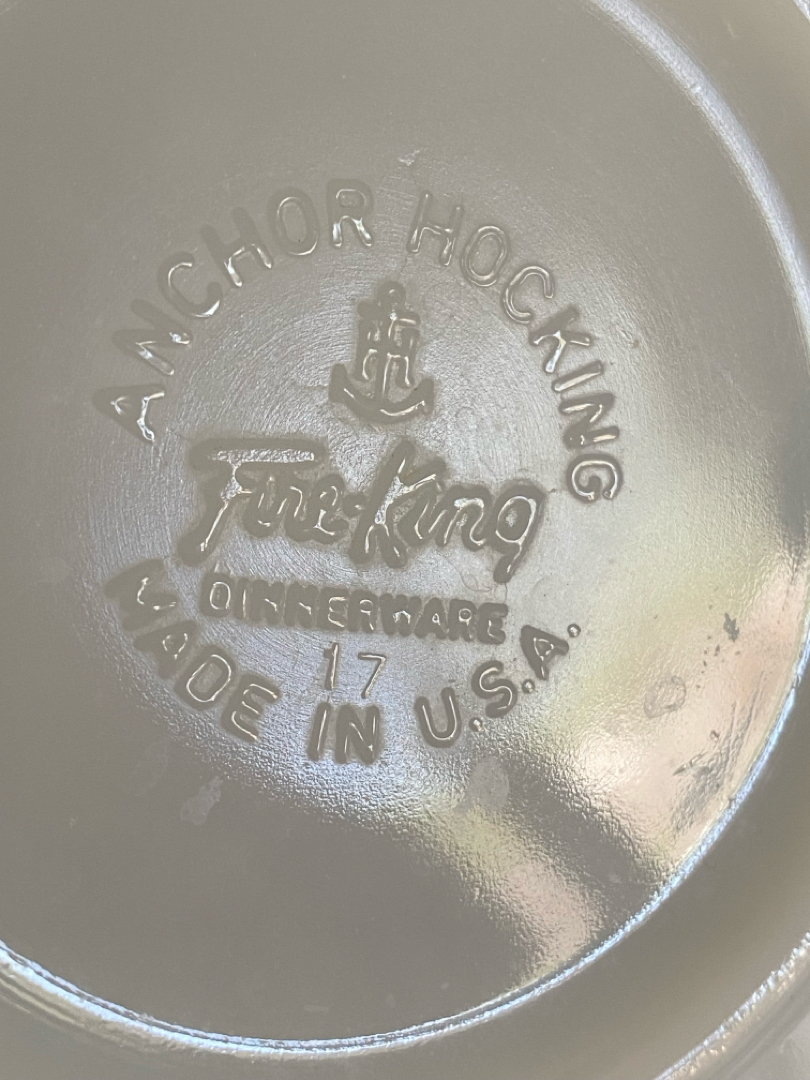 ANCHOR HOCKING
H
Fire-King
DINNERWARE
17
MADE IN U.S.A.